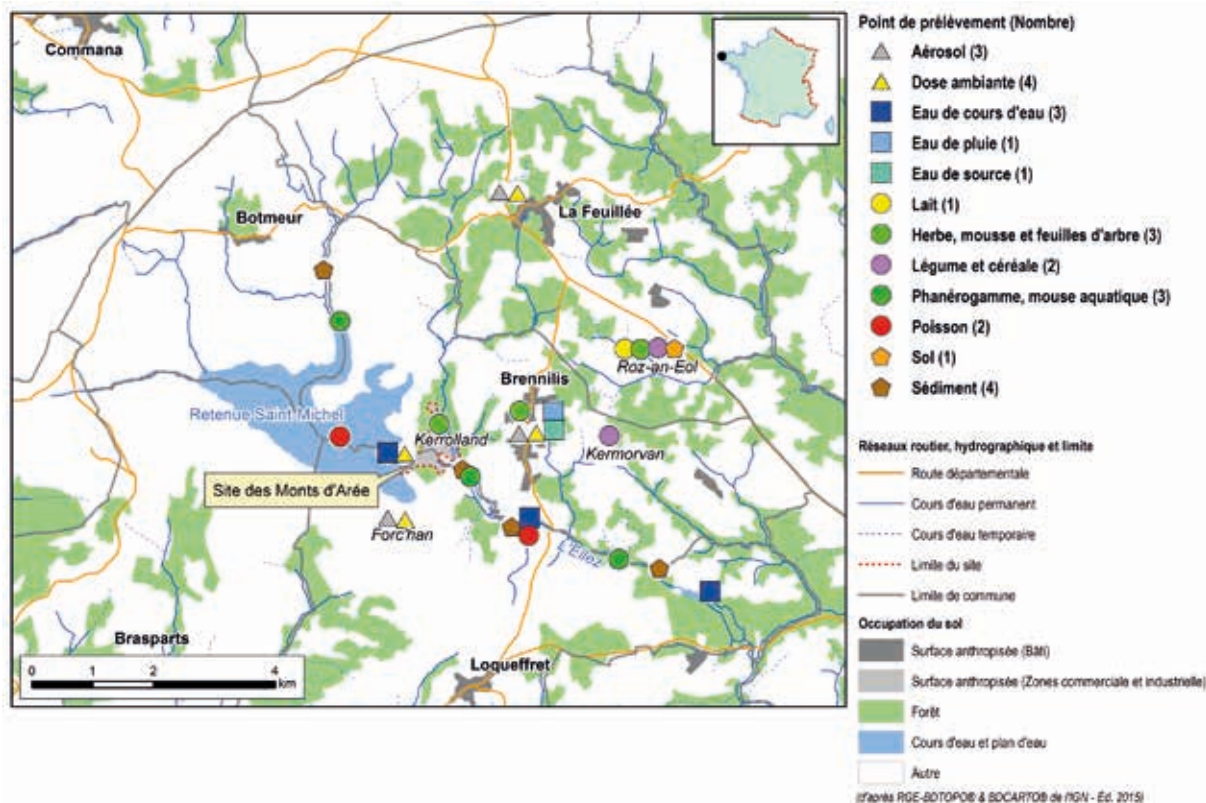 Commana
Botmeur
La Feuillée
Roz-an-Eol
Brennilis
Retenue Saint Michel
Kerrolland
Kermorvan
Site des Monts d'Arée
Forc'han
L'Ellez
Brasparts
Loqueffret
0 1 2 4
km
Point de prélèvement (Nombre)
Aérosol (3)
Dose ambiante (4)
Eau de cours d'eau (3)
Eau de pluie (1)
Eau de source (1)
Lait (1)
Herbe, mousse et feuilles d'arbre (3)
Légume et céréale (2)
Phanérogamme, mouse aquatique (3)
Poisson (2)
Sol (1)
Sédiment (4)
Réseaux routier, hydrographique et limite
Route départementale
Cours d'eau permanent
Cours d'eau temporaire
Limite du site
Limite de commune
Occupation du sol
Surface anthropisée (Bâti)
Surface anthropisée (Zones commerciale et industrielle)
Forêt
Cours d'eau et plan d'eau
Autre
(d'après RGE-BDTOPO® & BDCARTO® de l'IGN - Éd. 2015)